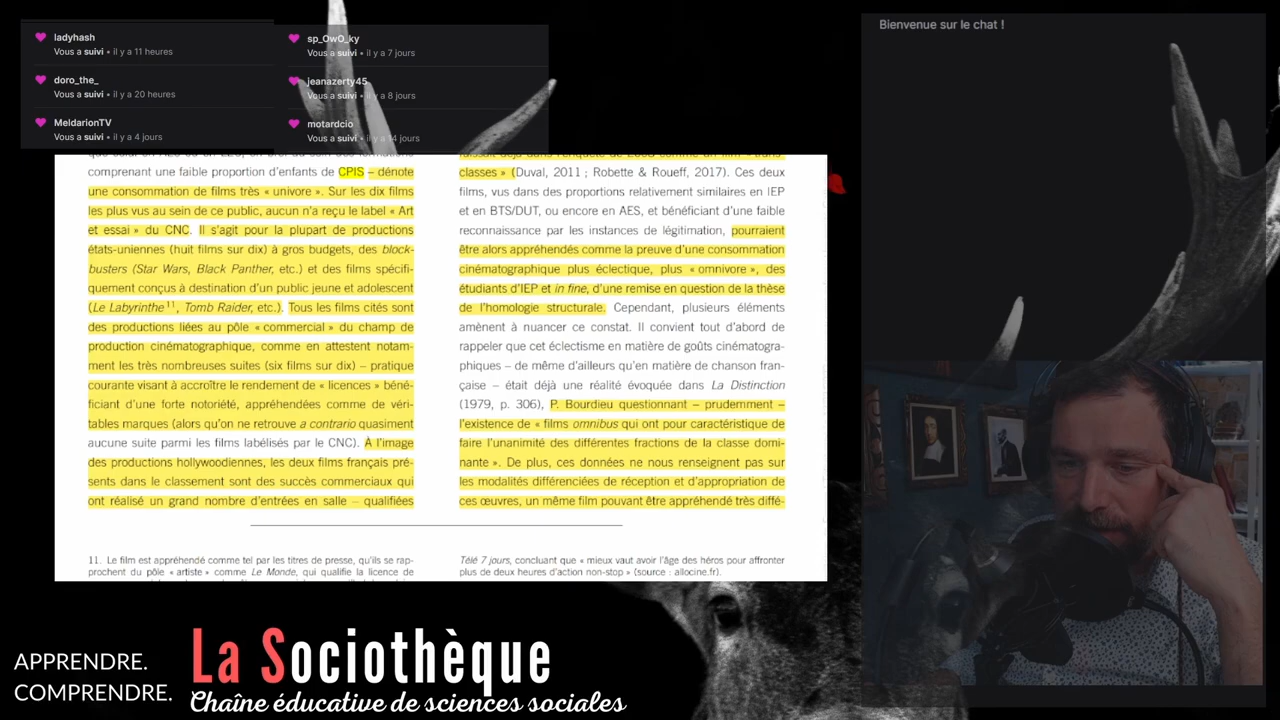 ladyhash
Vous a suivi • il y a 11 heures
doro_the_
Vous a suivi • il y a 20 heures
MeldarionTV
Vous a suivi • il y a 4 jours
sp_OwO_ky
Vous a suivi • il y a 7 jours
jeanazerty45
Vous a suivi • il y a 8 jours
motardcio
Vous a suivi • il y a 14 jours
Bienvenue sur le chat !
comprenant une faible proportion d'enfants de CPIS – dénote
une consommation de films très « univore ». Sur les dix films
les plus vus au sein de ce public, aucun n'a reçu le label « Art
et essai » du CNC. Il s'agit pour la plupart de productions
états-uniennes (huit films sur dix) à gros budgets, des block-
busters (Star Wars, Black Panther, etc.) et des films spécifi-
quement conçus à destination d'un public jeune et adolescent
(Le Labyrinthe11, Tomb Raider, etc.). Tous les films cités sont
des productions liées au pôle « commercial » du champ de
production cinématographique, comme en attestent notam-
ment les très nombreuses suites (six films sur dix) – pratique
courante visant à accroître le rendement de « licences » béné-
ficiant d'une forte notoriété, appréhendées comme de véri-
tables marques (alors qu'on ne retrouve a contrario quasiment
aucune suite parmi les films labélisés par le CNC). À l'image
des productions hollywoodiennes, les deux films français pré-
sents dans le classement sont des succès commerciaux qui
ont réalisé un grand nombre d'entrées en salle – qualifiées
classes » (Duval, 2011 ; Robette & Roueff, 2017). Ces deux
films, vus dans des proportions relativement similaires en IEP
et en BTS/DUT, ou encore en AES, et bénéficiant d'une faible
reconnaissance par les instances de légitimation, pourraient
être alors appréhendés comme la preuve d'une consommation
cinématographique plus éclectique, plus « omnivore », des
étudiants d'IEP et in fine, d'une remise en question de la thèse
de l'homologie structurale. Cependant, plusieurs éléments
amènent à nuancer ce constat. Il convient tout d'abord de
rappeler que cet éclectisme en matière de goûts cinématogra-
phiques – de même d'ailleurs qu'en matière de chanson fran-
çaise – était déjà une réalité évoquée dans La Distinction
(1979, p. 306), P. Bourdieu questionnant – prudemment –
l'existence de « films omnibus qui ont pour caractéristique de
faire l'unanimité des différentes fractions de la classe domi-
nante ». De plus, ces données ne nous renseignent pas sur
les modalités différenciées de réception et d'appropriation de
ces œuvres, un même film pouvant être appréhendé très diffé-
11. Le film est appréhendé comme tel par les titres de presse, qu'ils se rap-
prochent du pôle « artiste » comme Le Monde, qui qualifie la licence de
Télé 7 jours, concluant que « mieux vaut avoir l'âge des héros pour affronter
plus de deux heures d'action non-stop » (source : allocine.fr).
APPRENDRE.
COMPRENDRE.
La Sociothèque
Chaîne éducative de sciences sociales